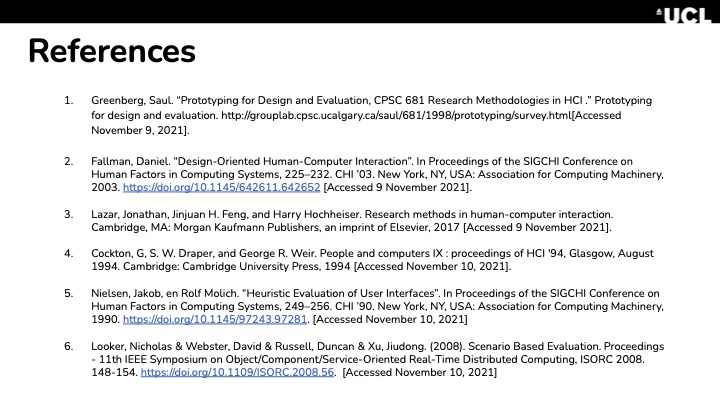 UCL
References
1. Greenberg, Saul. “Prototyping for Design and Evaluation, CPSC 681 Research Methodologies in HCI .” Prototyping
for design and evaluation. http://grouplab.cpsc.ucalgary.ca/saul/681/1998/prototyping/survey.html[Accessed
November 9, 2021].
2. Fallman, Daniel. “Design-Oriented Human-Computer Interaction”. In Proceedings of the SIGCHI Conference on
Human Factors in Computing Systems, 225–232. CHI ’03. New York, NY, USA: Association for Computing Machinery,
2003. https://doi.org/10.1145/642611.642652 [Accessed 9 November 2021].
3. Lazar, Jonathan, Jinjuan H. Feng, and Harry Hochheiser. Research methods in human-computer interaction.
Cambridge, MA: Morgan Kaufmann Publishers, an imprint of Elsevier, 2017 [Accessed 9 November 2021].
4. Cockton, G, S. W. Draper, and George R. Weir. People and computers IX : proceedings of HCI '94, Glasgow, August
1994. Cambridge: Cambridge University Press, 1994 [Accessed November 10, 2021].
5. Nielsen, Jakob, en Rolf Molich. “Heuristic Evaluation of User Interfaces”. In Proceedings of the SIGCHI Conference on
Human Factors in Computing Systems, 249–256. CHI ’90. New York, NY, USA: Association for Computing Machinery,
1990. https://doi.org/10.1145/97243.97281. [Accessed November 10, 2021]
6. Looker, Nicholas & Webster, David & Russell, Duncan & Xu, Jiudong. (2008). Scenario Based Evaluation. Proceedings
- 11th IEEE Symposium on Object/Component/Service-Oriented Real-Time Distributed Computing, ISORC 2008.
148-154. https://doi.org/10.1109/ISORC.2008.56. [Accessed November 10, 2021]